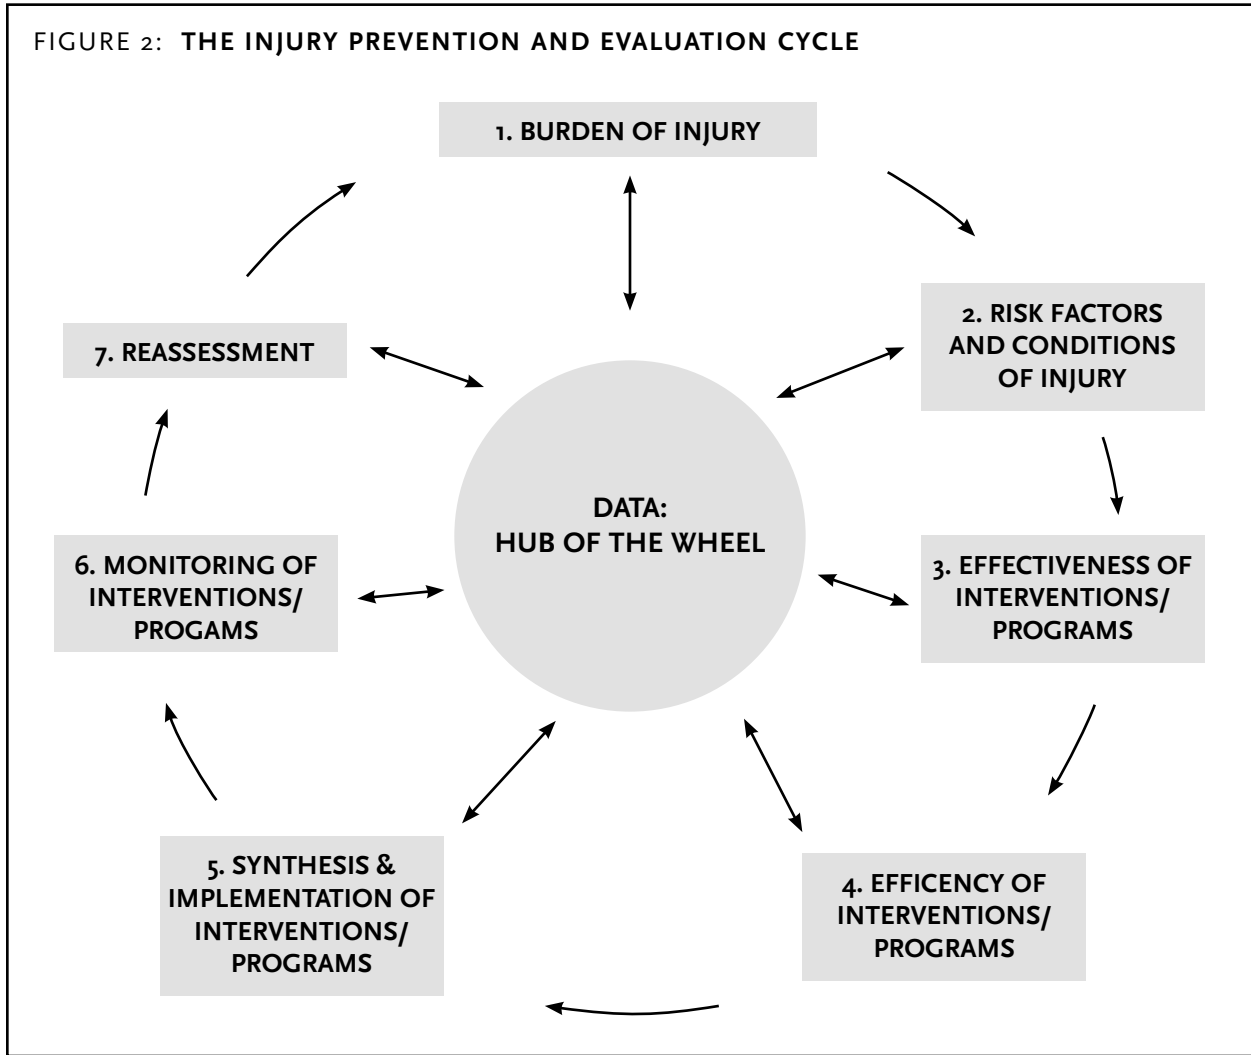 FIGURE 2: THE INJURY PREVENTION AND EVALUATION CYCLE
1. BURDEN OF INJURY
2. RISK FACTORS
AND CONDITIONS
OF INJURY
3. EFFECTIVENESS OF
INTERVENTIONS/
PROGRAMS
4. EFFICENCY OF
INTERVENTIONS/
PROGRAMS
5. SYNTHESIS &
IMPLEMENTATION OF
INTERVENTIONS/
PROGRAMS
6. MONITORING OF
INTERVENTIONS/
PROGAMS
7. REASSESSMENT
DATA:
HUB OF THE WHEEL